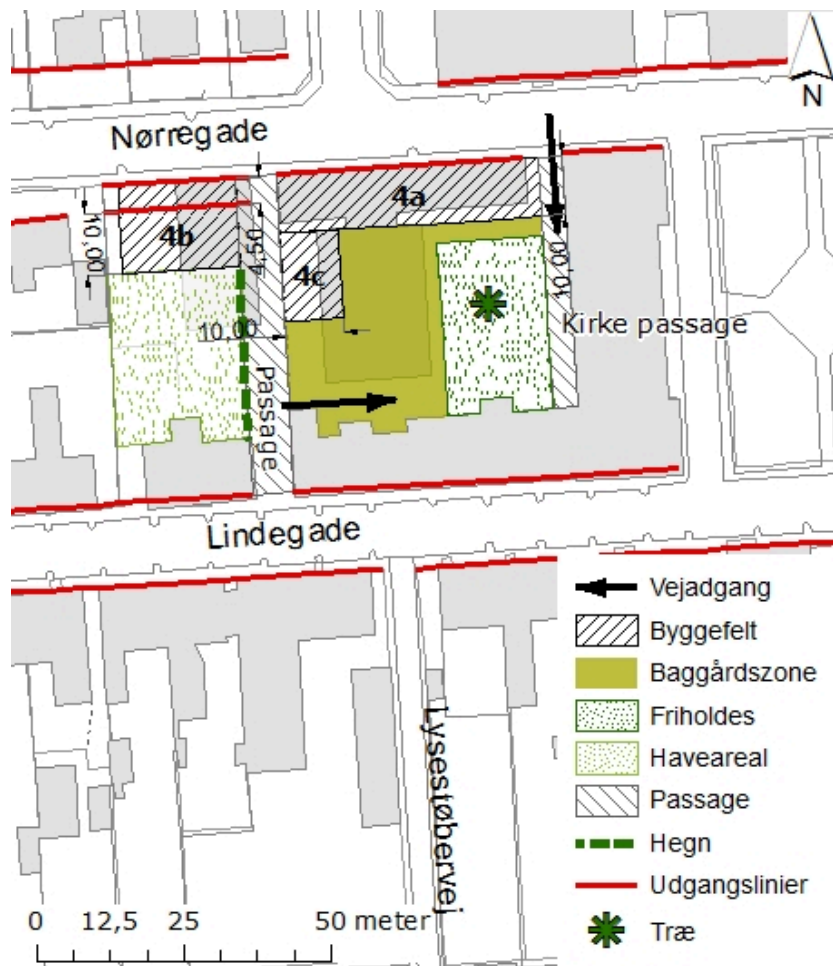 N
Nørregade
4a
4b
10,00
4,50
4c
10,00
10,00
Kirke passage
Passage
Lindegade
Lysestøbervej
Vejadgang
Byggefelt
Baggårdszone
Friholdes
Haveareal
Passage
Hegn
Udgangslinier
Træ
0 12,5 25 50 meter